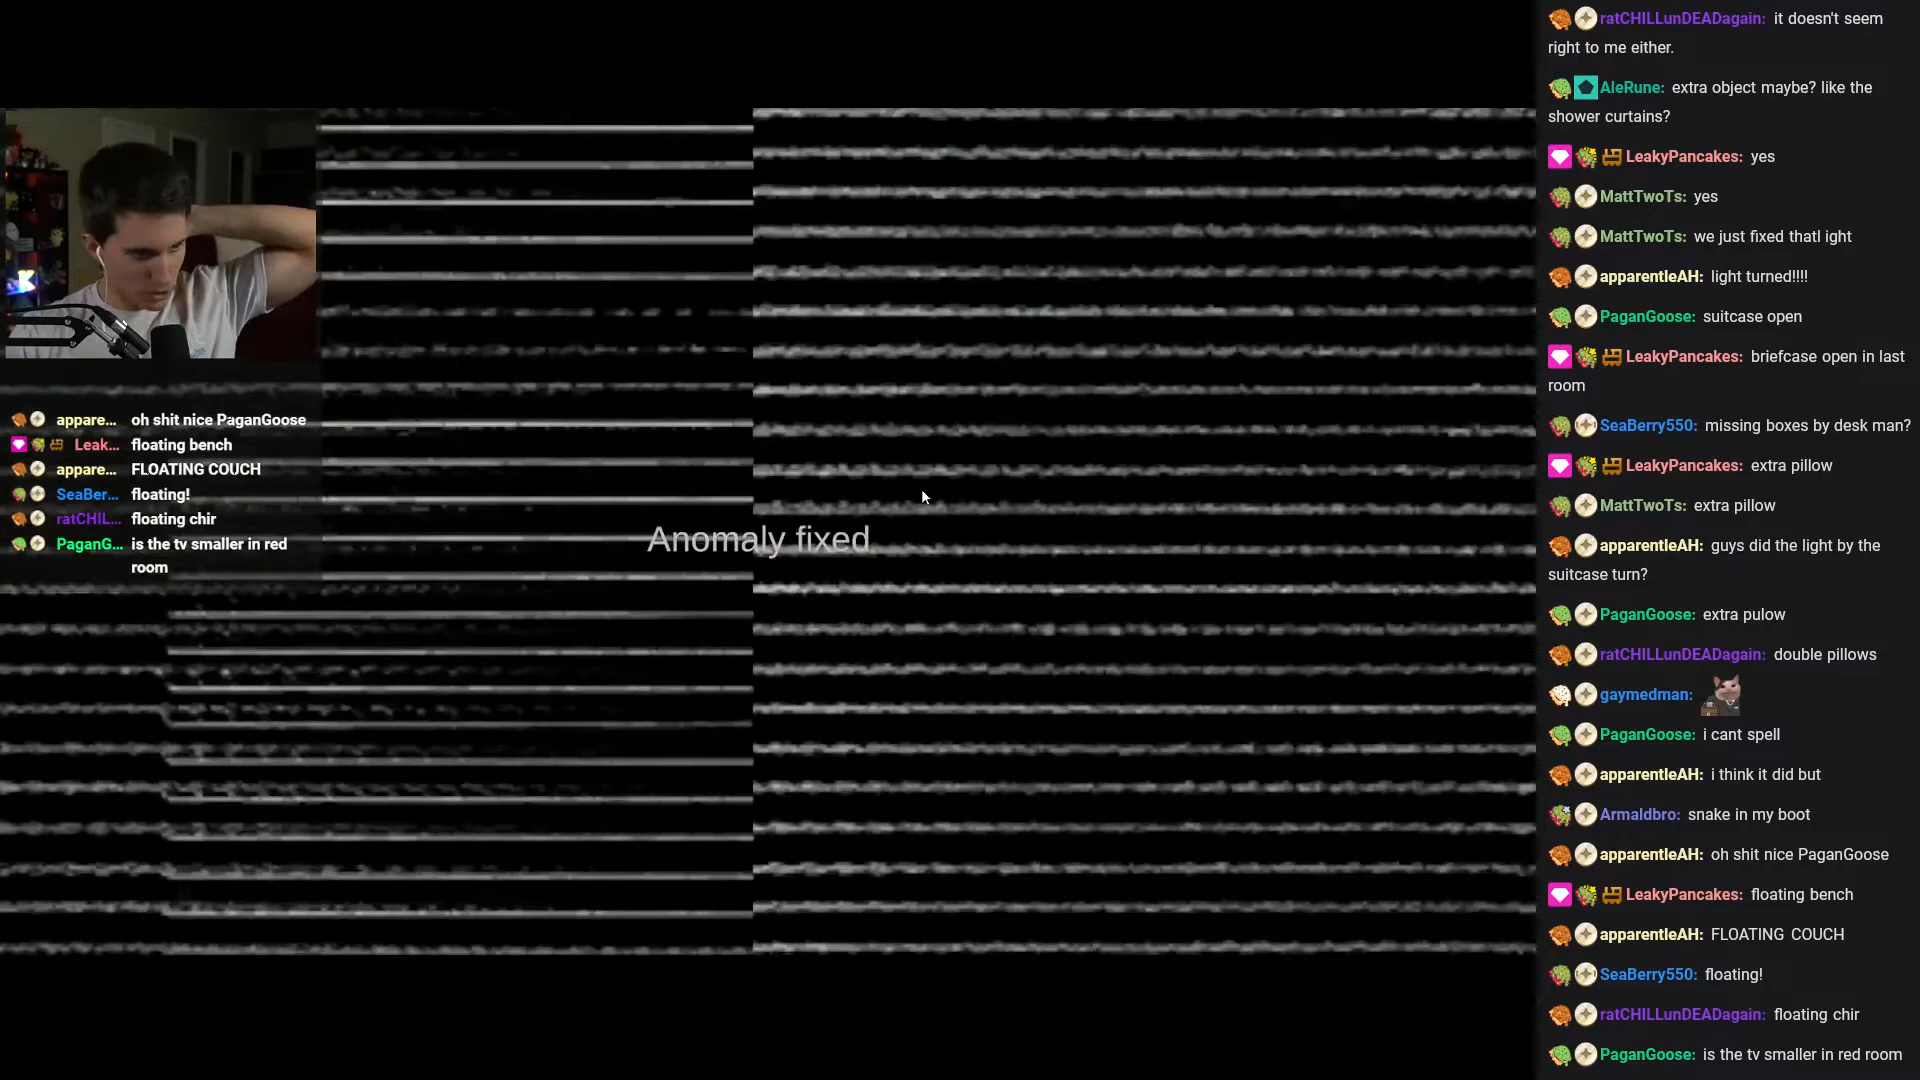 appare... oh shit nice PaganGoose
Leak... floating bench
appare... FLOATING COUCH
SeaBer... floating!
ratCHIL... floating chir
PaganG... is the tv smaller in red
room
Anomaly fixed
ratCHILLunDEADagain: it doesn't seem
right to me either.
AleRune: extra object maybe? like the
shower curtains?
LeakyPancakes: yes
MattTwoTs: yes
MattTwoTs: we just fixed thatl ight
apparentleAH: light turned!!!!
PaganGoose: suitcase open
LeakyPancakes: briefcase open in last
room
SeaBerry550: missing boxes by desk man?
LeakyPancakes: extra pillow
MattTwoTs: extra pillow
apparentleAH: guys did the light by the
suitcase turn?
PaganGoose: extra pulow
ratCHILLunDEADagain: double pillows
gaymedman:
PaganGoose: i cant spell
apparentleAH: i think it did but
Armaldbro: snake in my boot
apparentleAH: oh shit nice PaganGoose
LeakyPancakes: floating bench
apparentleAH: FLOATING COUCH
SeaBerry550: floating!
ratCHILLunDEADagain: floating chir
PaganGoose: is the tv smaller in red room